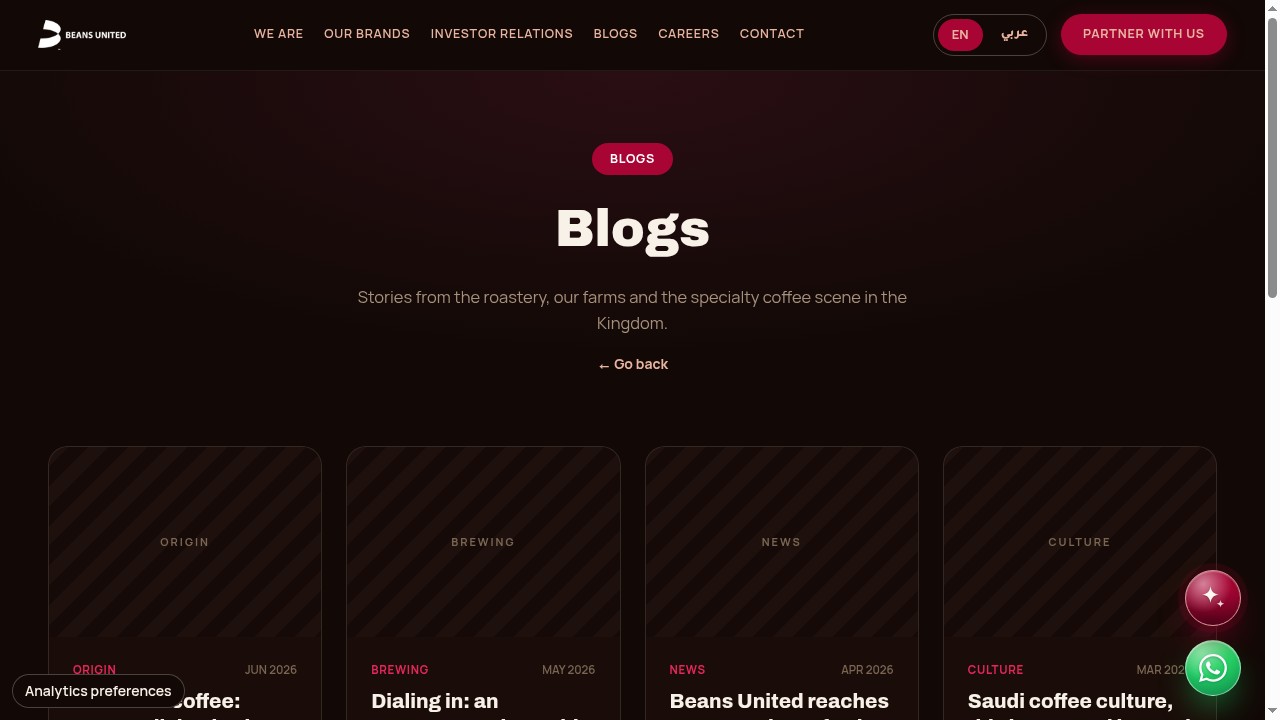 BEANS UNITED
WE ARE
OUR BRANDS
INVESTOR RELATIONS
BLOGS
CAREERS
CONTACT
EN
عربي
PARTNER WITH US
BLOGS
Blogs
Stories from the roastery, our farms and the specialty coffee scene in the
Kingdom.
← Go back
ORIGIN
BREWING
NEWS
CULTURE
ORIGIN
JUN 2026
BREWING
MAY 2026
NEWS
APR 2026
CULTURE
MAR
Analytics preferences
coffee:
Dialing in: an
Beans United reaches
Saudi coffee culture,